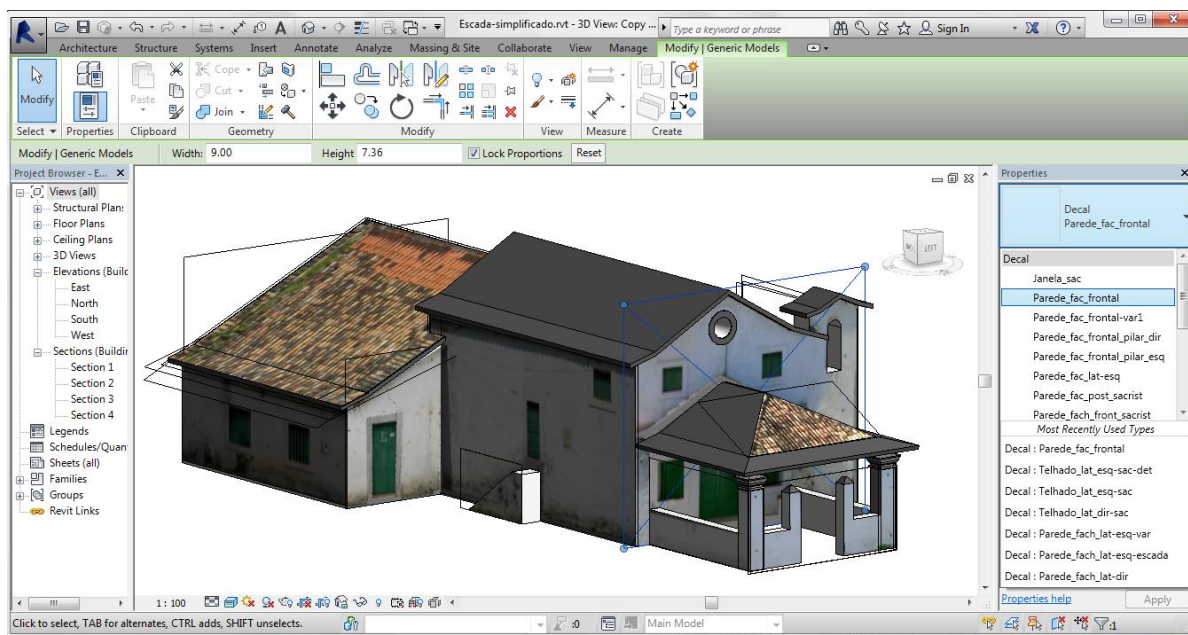 Escada-simplificado.rvt - 3D View: Copy ...
Type a keyword or phrase
Sign In
Architecture Structure Systems Insert Annotate Analyze Massing & Site Collaborate View Manage Modify | Generic Models
Modify
Paste
Cope
Cut
Join
Select Properties Clipboard Geometry Modify View Measure Create
Modify | Generic Models Width: 9.00 Height 7.36 Lock Proportions Reset
Project Browser - E...
Views (all)
Structural Plan:
Floor Plans
Ceiling Plans
3D Views
Elevations (Build
East
North
South
West
Sections (Buildin
Section 1
Section 2
Section 3
Section 4
Legends
Schedules/Quan
Sheets (all)
Families
Groups
Revit Links
LEFT
Properties
Decal
Parede_fac_frontal
Decal
Janela_sac
Parede_fac_frontal
Parede_fac_frontal-var1
Parede_fac_frontal_pilar_dir
Parede_fac_frontal_pilar_esq
Parede_fac_lat-esq
Parede_fac_post_sacrist
Parede_fach_front_sacrist
Most Recently Used Types
Decal : Parede_fac_frontal
Decal : Telhado_lat_esq-sac-det
Decal : Telhado_lat_esq-sac
Decal : Telhado_lat_dir-sac
Decal : Parede_fach_lat-esq-var
Decal : Parede_fach_lat-esq-escada
Decal : Parede_fach_lat-dir
Properties help Apply
1 : 100
Click to select, TAB for alternates, CTRL adds, SHIFT unselects.
:0
Main Model
:1